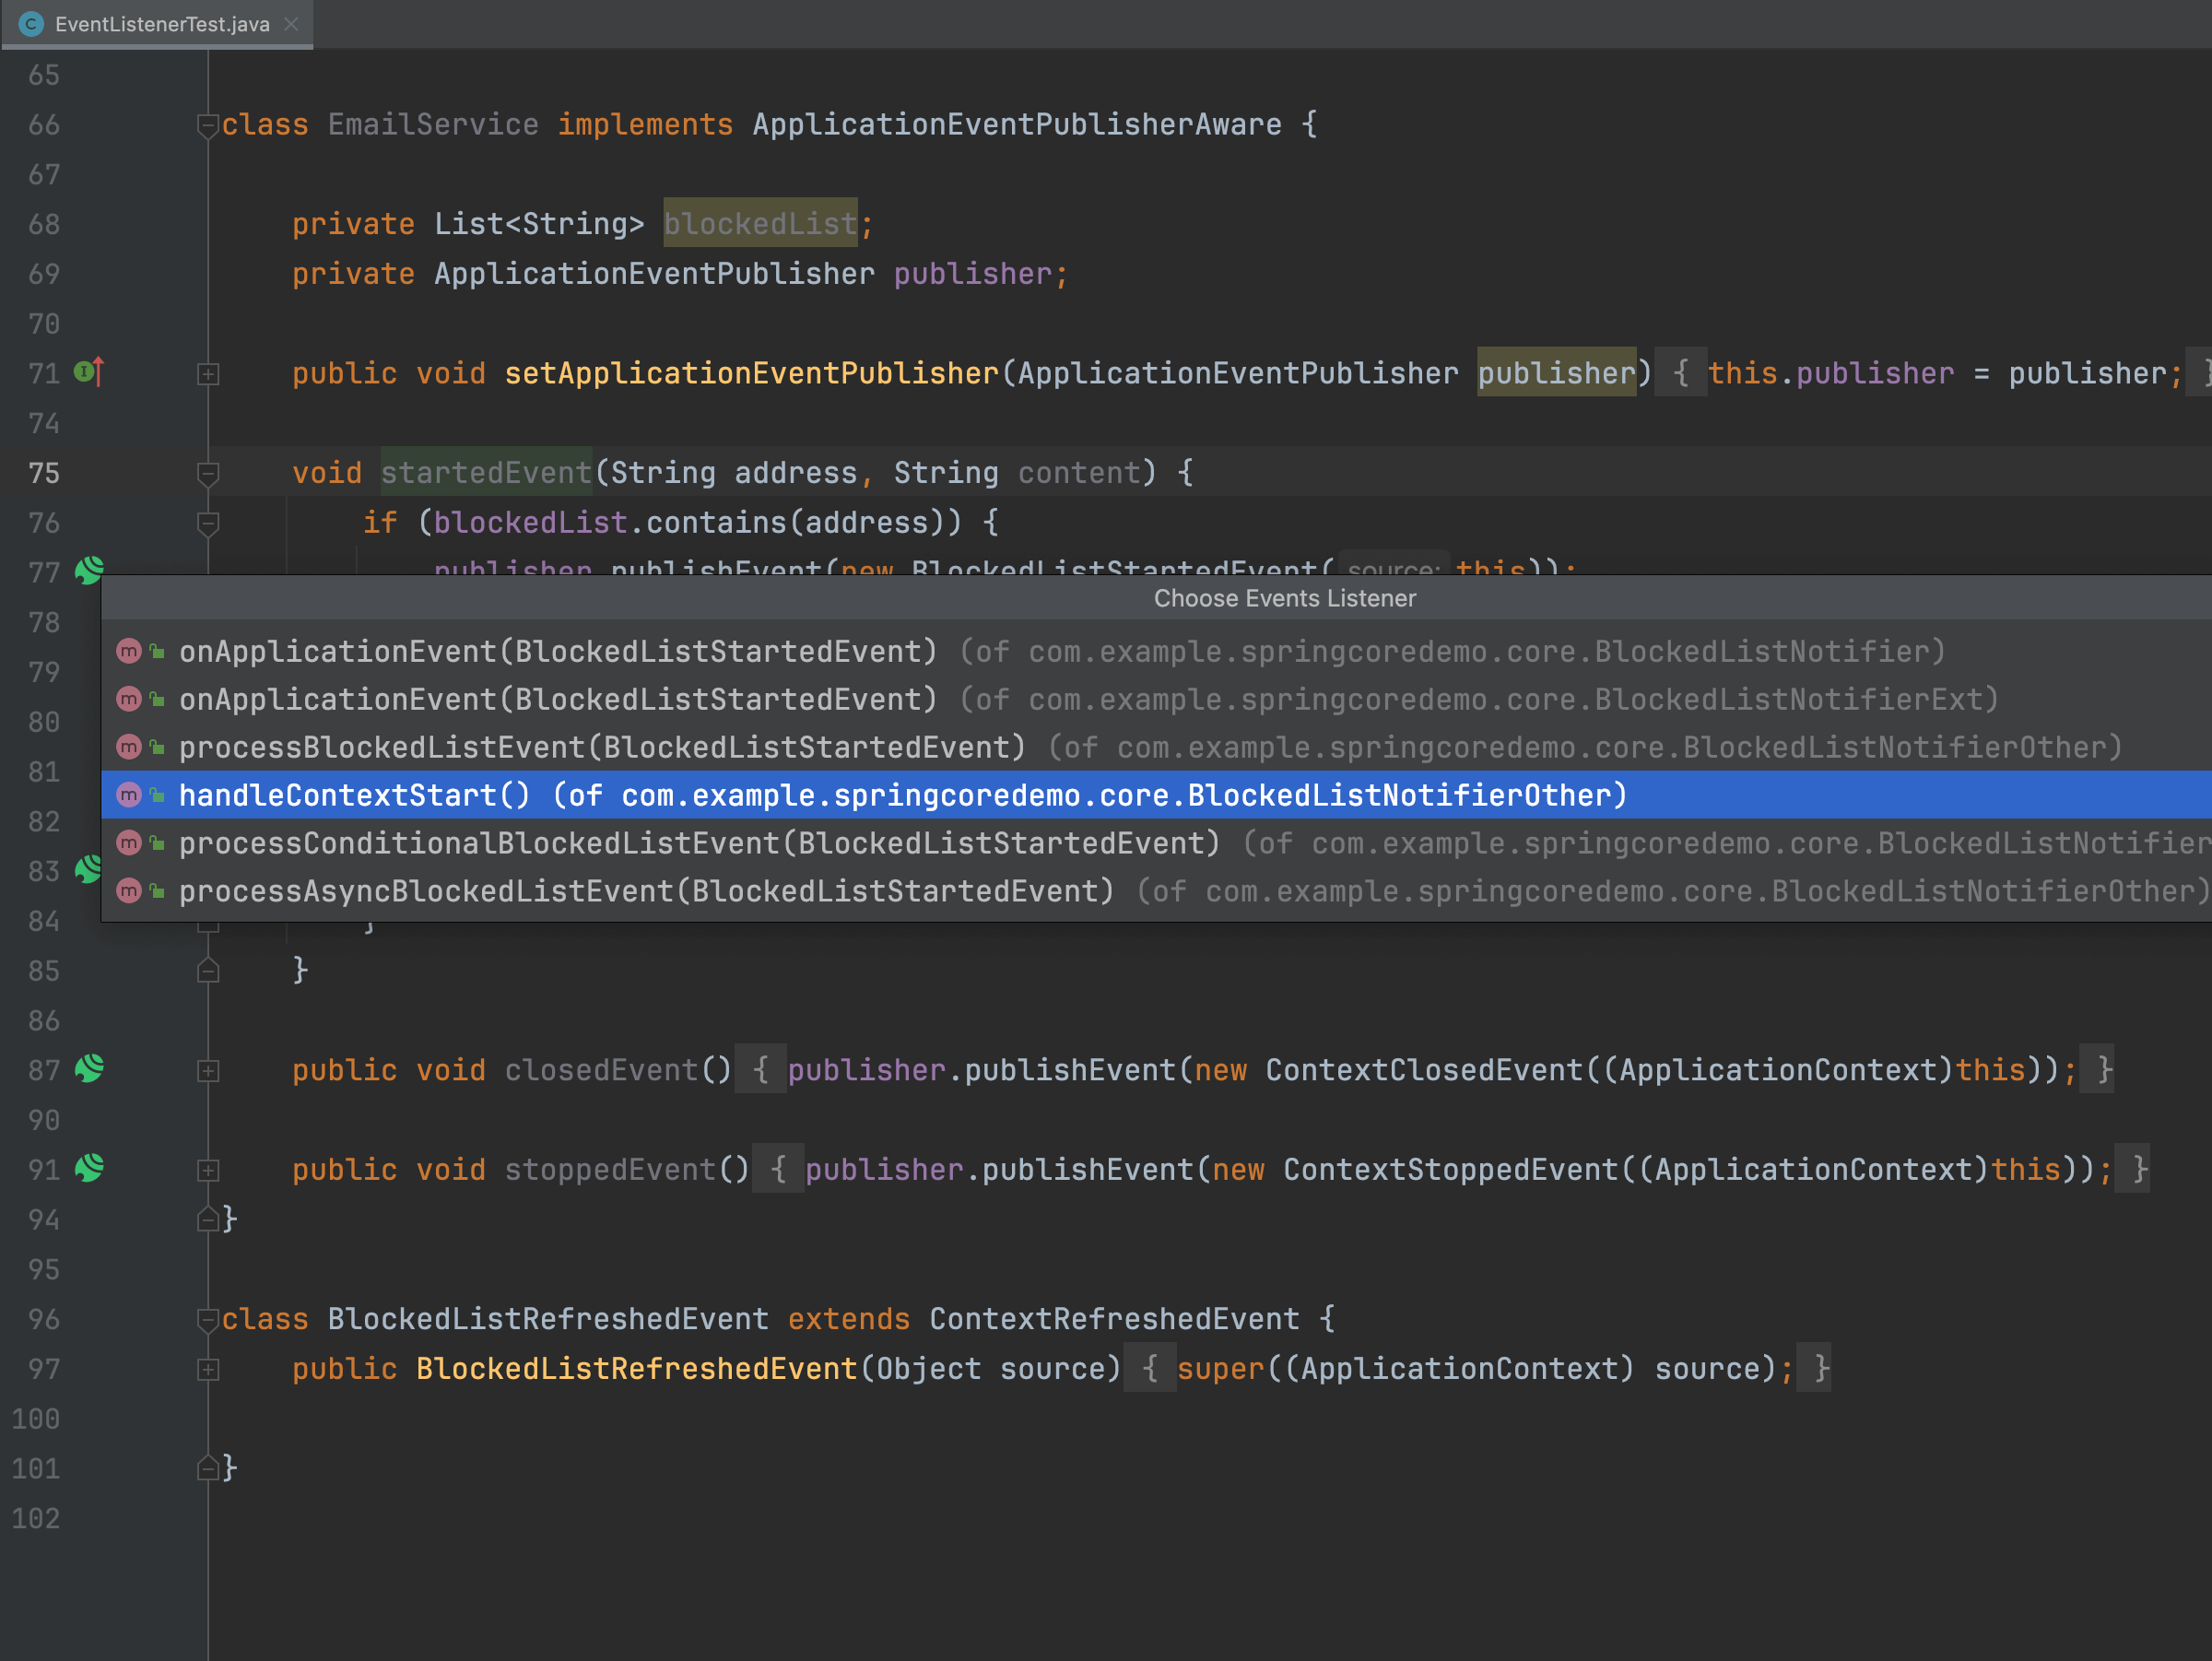 EventListenerTest.java
65
66 class EmailService implements ApplicationEventPublisherAware {
67
68 private List<String> blockedList;
69 private ApplicationEventPublisher publisher;
70
71 public void setApplicationEventPublisher(ApplicationEventPublisher publisher) { this.publisher = publisher; }
74
75 void startedEvent(String address, String content) {
76 if (blockedList.contains(address)) {
77 publisher.publishEvent(new BlockedListStartedEvent( source: this));
Choose Events Listener
78
onApplicationEvent(BlockedListStartedEvent) (of com.example.springcoredemo.core.BlockedListNotifier)
79
onApplicationEvent(BlockedListStartedEvent) (of com.example.springcoredemo.core.BlockedListNotifierExt)
80
processBlockedListEvent(BlockedListStartedEvent) (of com.example.springcoredemo.core.BlockedListNotifierOther)
81
handleContextStart() (of com.example.springcoredemo.core.BlockedListNotifierOther)
82
processConditionalBlockedListEvent(BlockedListStartedEvent) (of com.example.springcoredemo.core.BlockedListNotifier
83
processAsyncBlockedListEvent(BlockedListStartedEvent) (of com.example.springcoredemo.core.BlockedListNotifierOther)
84 }
85 }
86
87 public void closedEvent() { publisher.publishEvent(new ContextClosedEvent((ApplicationContext)this)); }
90
91 public void stoppedEvent() { publisher.publishEvent(new ContextStoppedEvent((ApplicationContext)this)); }
94 }
95
96 class BlockedListRefreshedEvent extends ContextRefreshedEvent {
97 public BlockedListRefreshedEvent(Object source) { super((ApplicationContext) source); }
100
101 }
102